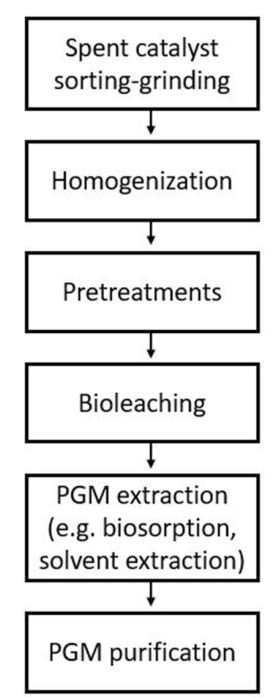 Spent catalyst
sorting-grinding
Homogenization
Pretreatments
Bioleaching
PGM extraction
(e.g. biosorption,
solvent extraction)
PGM purification